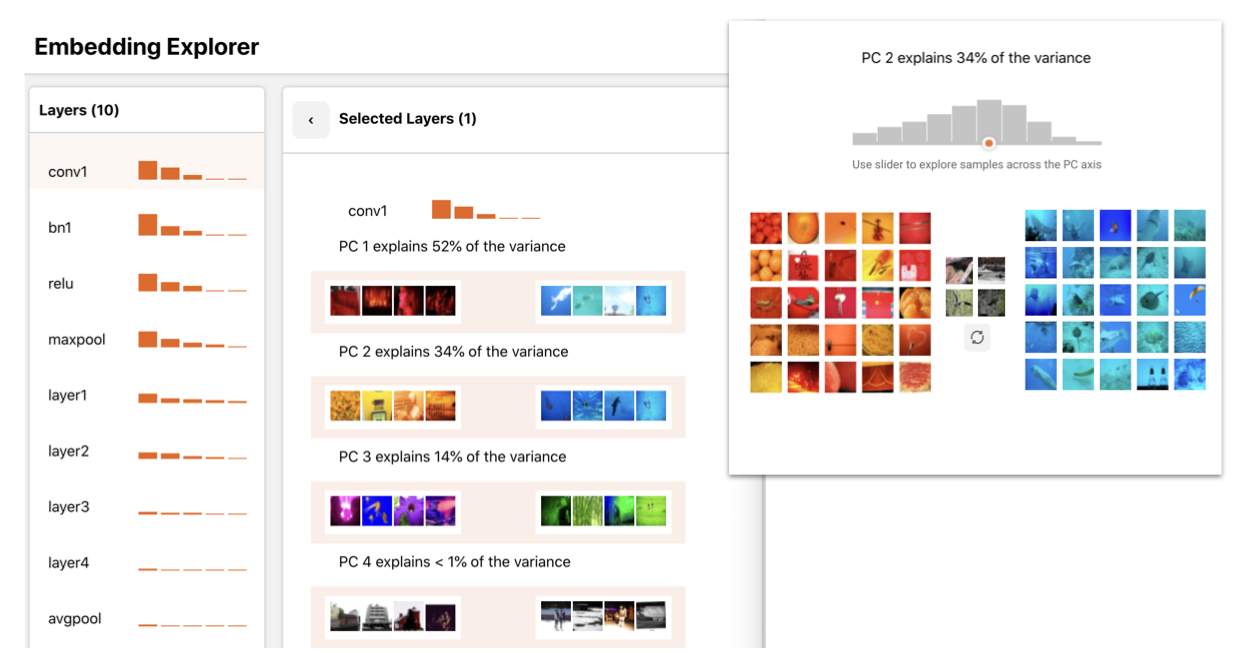 Embedding Explorer
Layers (10)
conv1
bn1
relu
maxpool
layer1
layer2
layer3
layer4
avgpool
‹ Selected Layers (1)
conv1
PC 1 explains 52% of the variance
PC 2 explains 34% of the variance
PC 3 explains 14% of the variance
PC 4 explains < 1% of the variance
PC 2 explains 34% of the variance
Use slider to explore samples across the PC axis